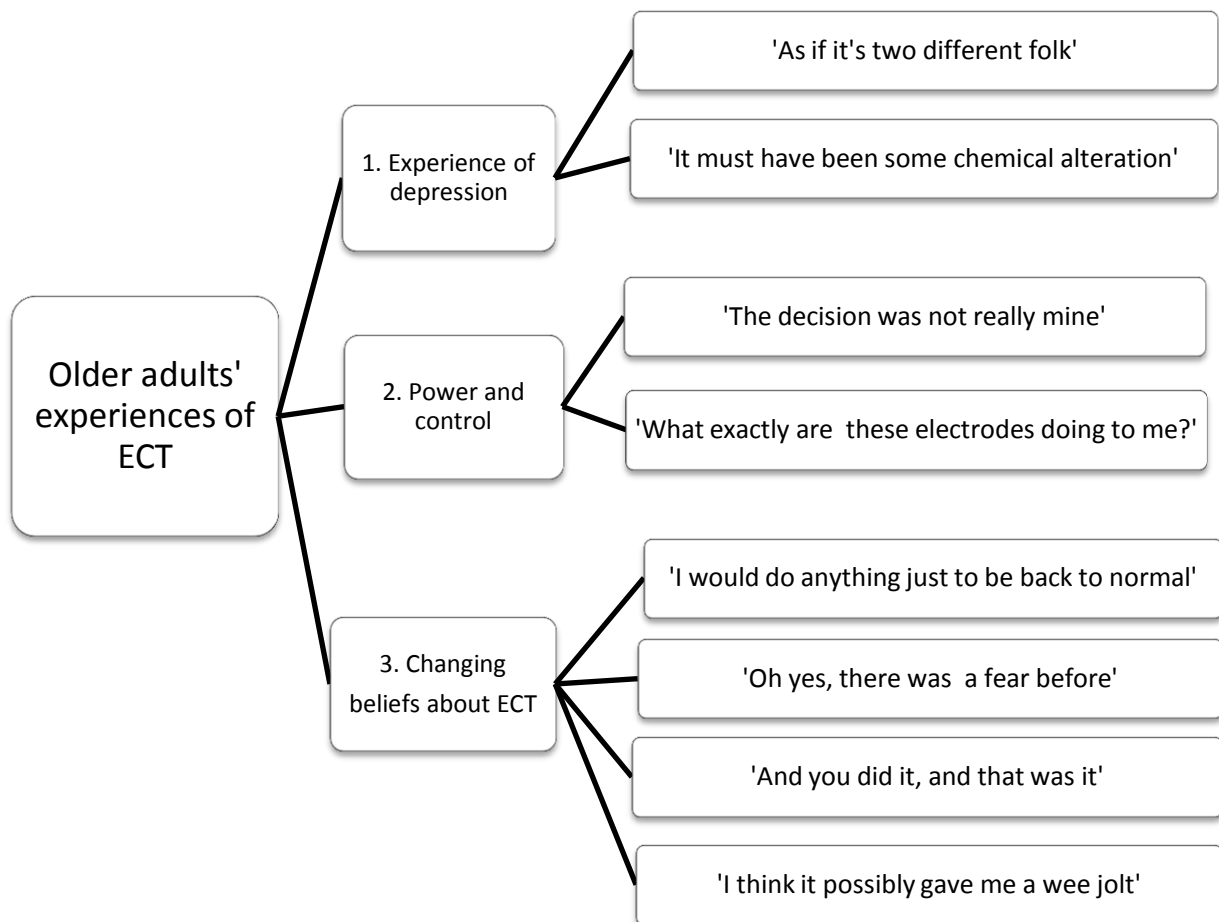 Older adults'
experiences of
ECT
1. Experience of
depression
'As if it's two different folk'
'It must have been some chemical alteration'
2. Power and
control
'The decision was not really mine'
'What exactly are  these electrodes doing to me?'
3. Changing
beliefs about ECT
'I would do anything just to be back to normal'
'Oh yes, there was  a fear before'
'And you did it, and that was it'
'I think it possibly gave me a wee jolt'